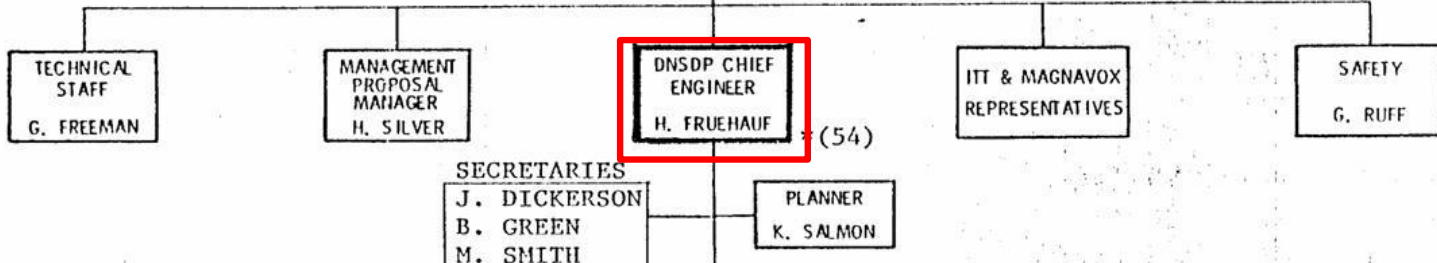 TECHNICAL
STAFF
G. FREEMAN
MANAGEMENT
PROPOSAL
MANAGER
H. SILVER
DNSDP CHIEF
ENGINEER
H. FRUEHAUF
*(54)
ITT & MAGNAVOX
REPRESENTATIVES
SAFETY
G. RUFF
SECRETARIES
J. DICKERSON
B. GREEN
M. SMITH
PLANNER
K. SALMON